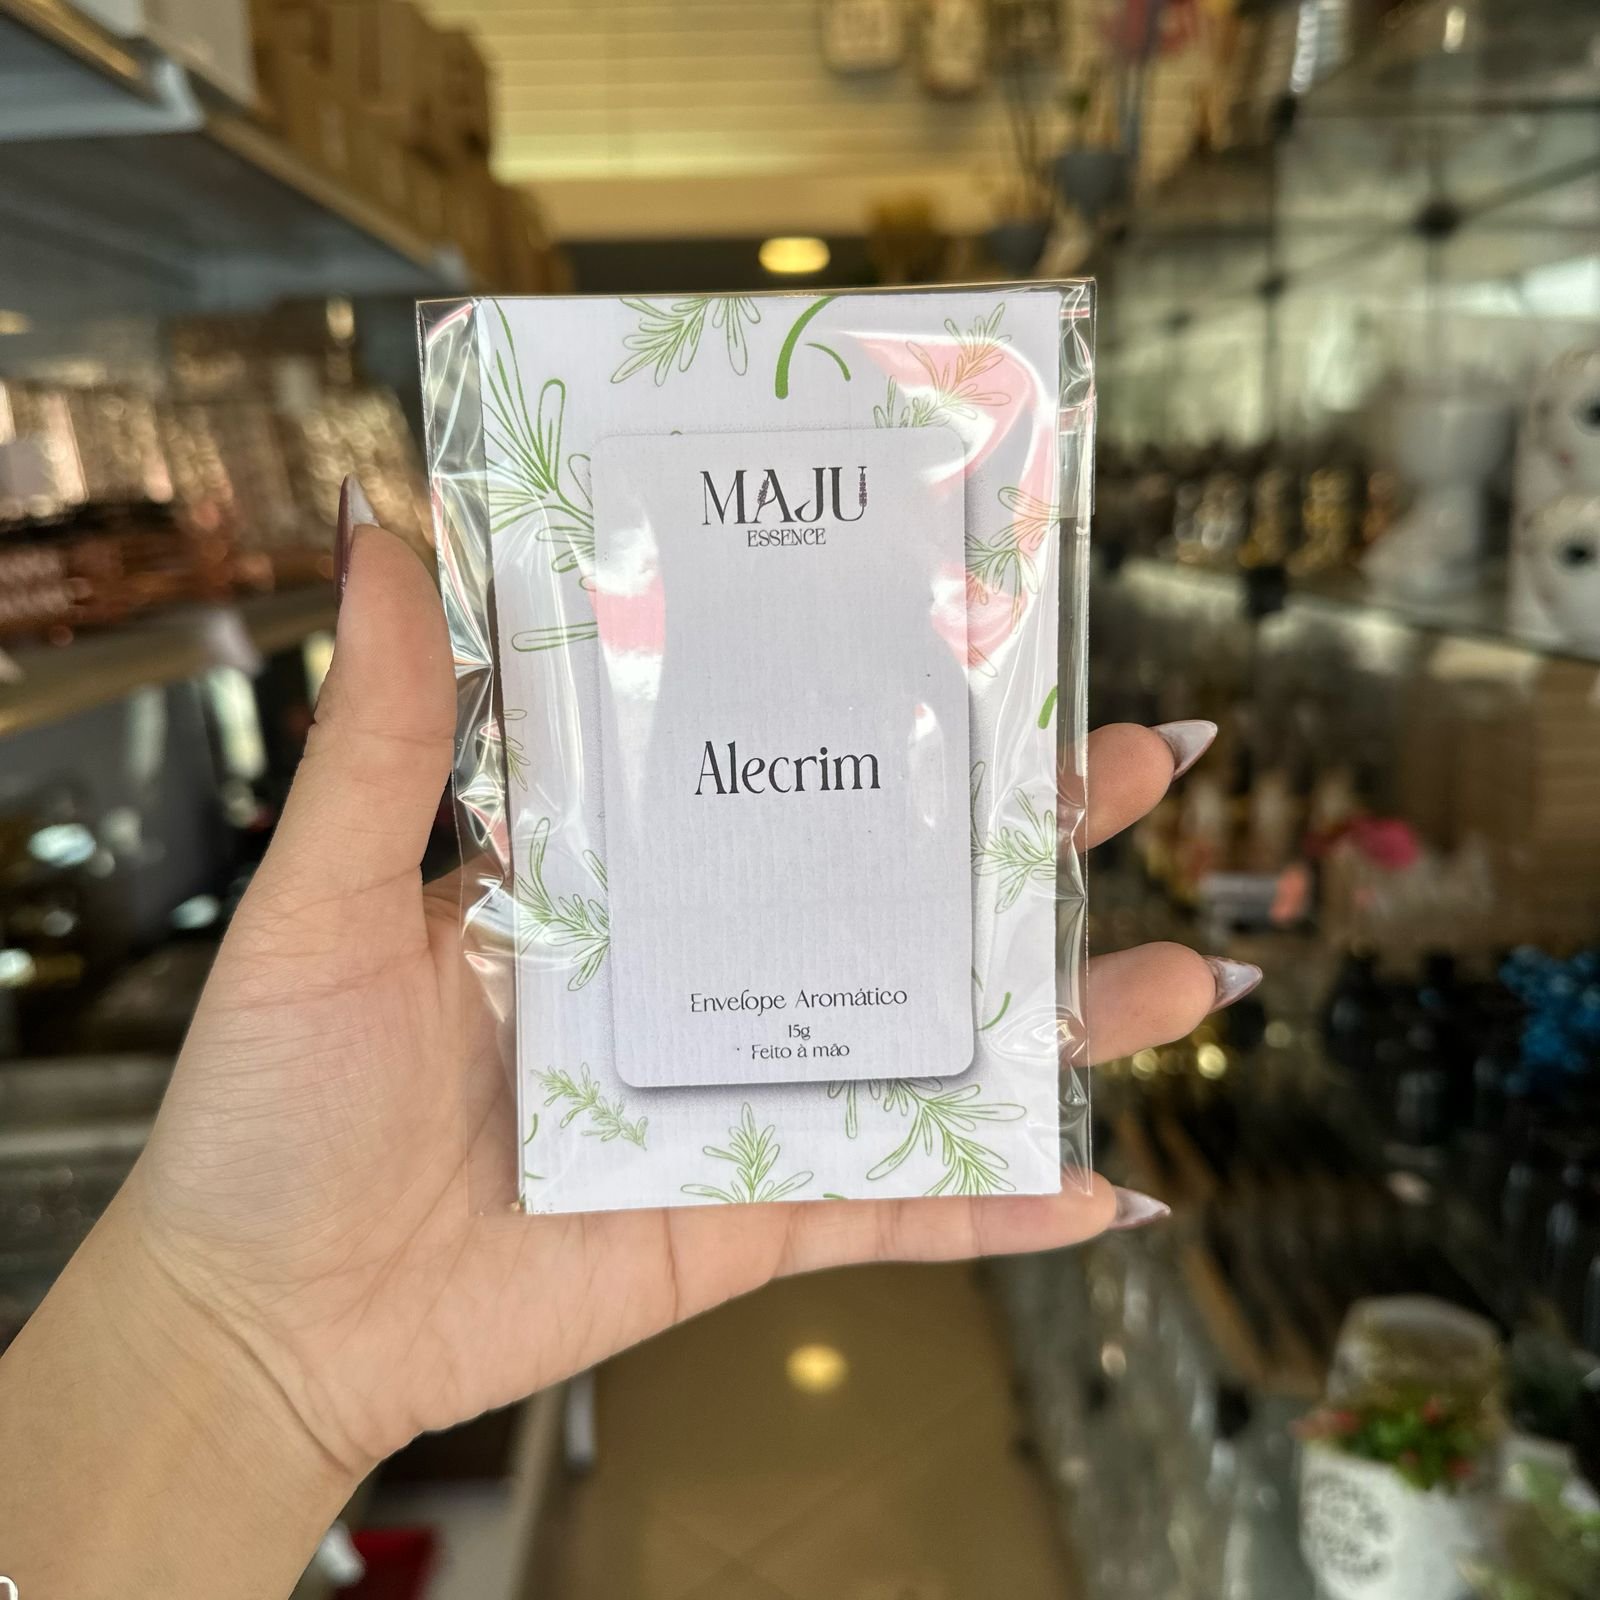 MAJU
ESSENCE
Alecrim
Envelope Aromático
15g
Feito à mão